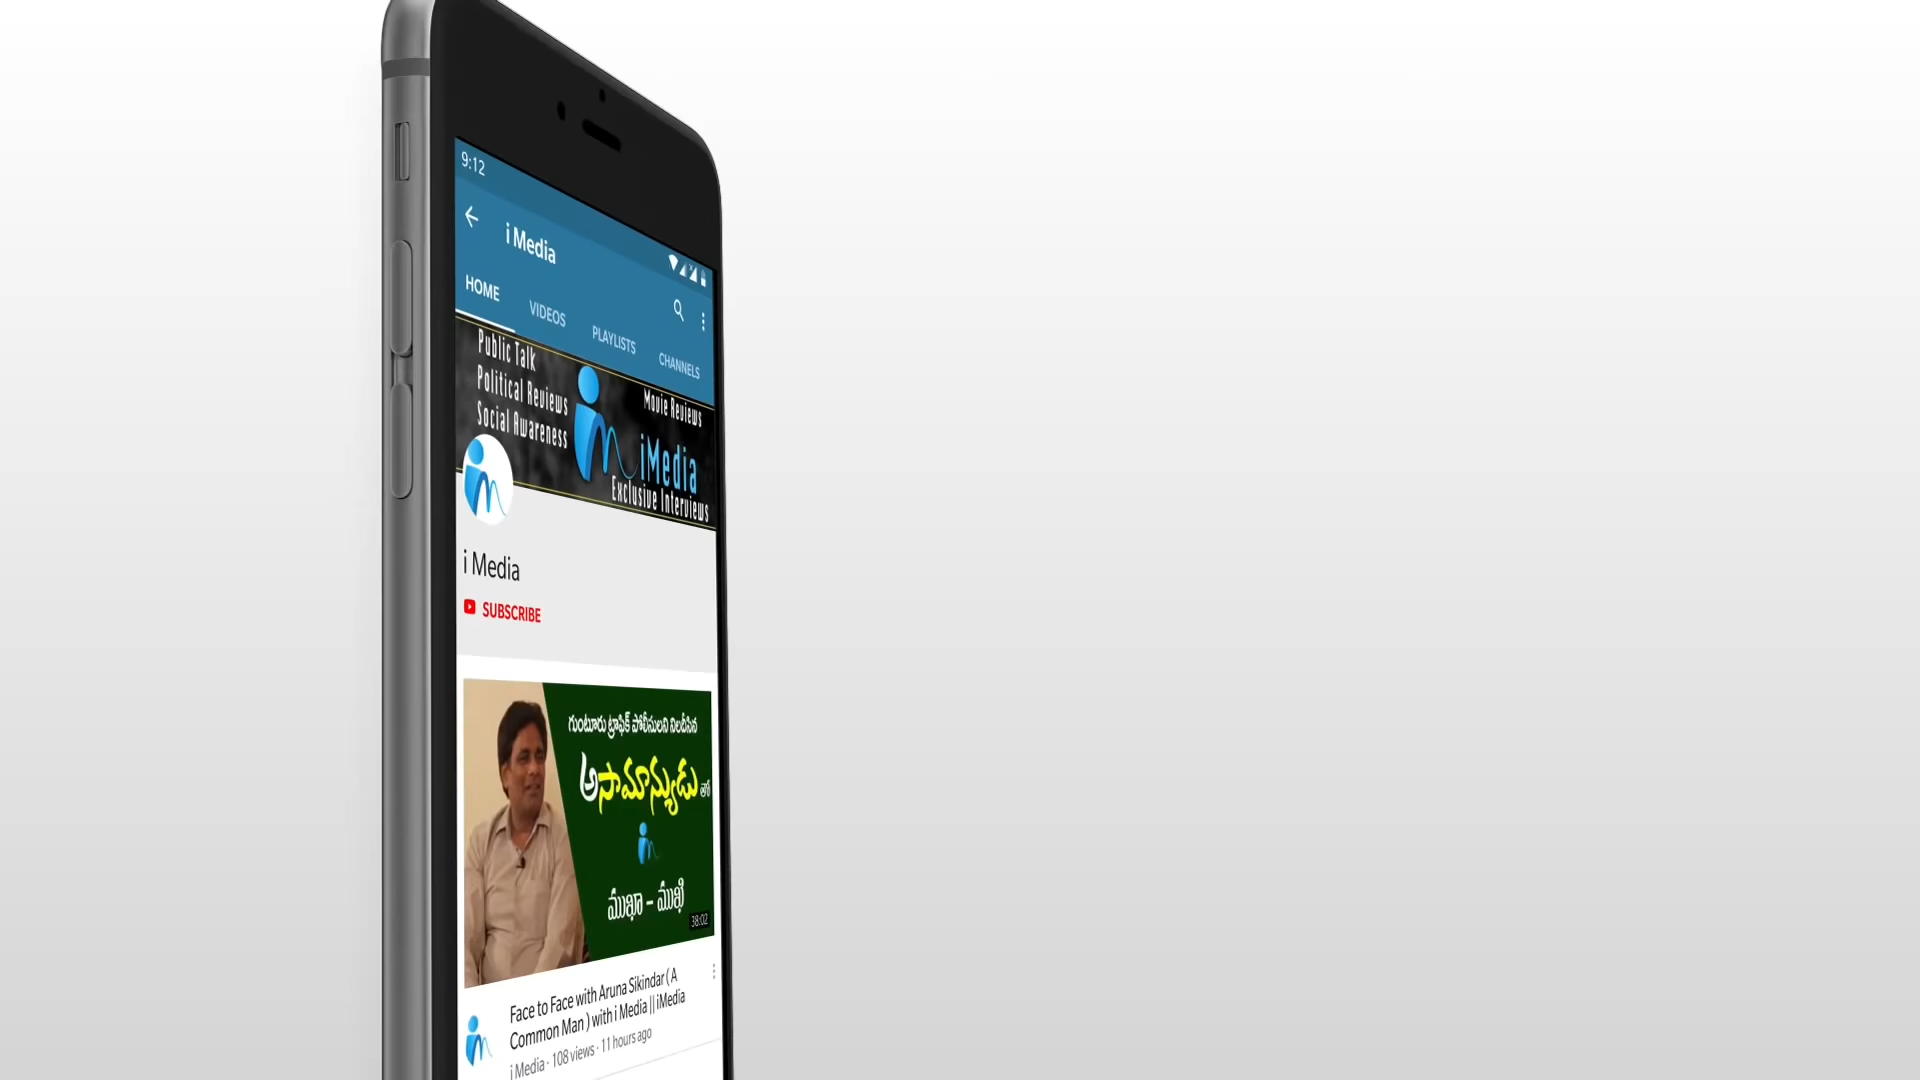 9:12
i Media
HOME
VIDEOS
PLAYLISTS
CHANNELS
Public Talk
Political Reviews
Social Awareness
Movie Reviews
iMedia
Exclusive Interviews
i Media
SUBSCRIBE
గుంటూరు ట్రాఫిక్ పోలీసులని నిలదీసిన
అసామాన్యుడు తో
ముఖా - ముఖి
38:02
Face to Face with Aruna Sikindar ( A
Common Man ) with i Media || iMedia
i Media · 108 views · 11 hours ago